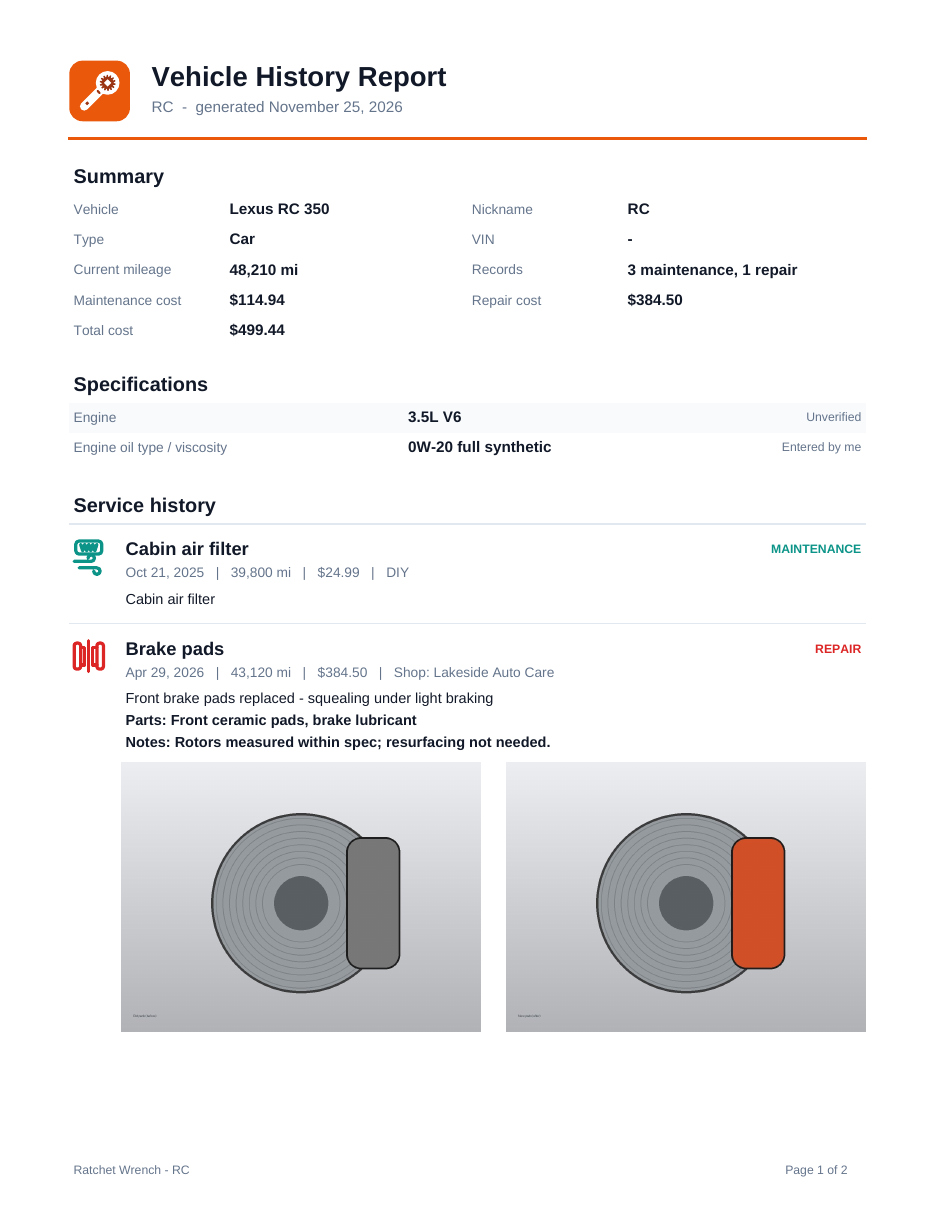 Vehicle History Report
RC - generated November 25, 2026
Summary
Vehicle Lexus RC 350 Nickname RC
Type Car VIN -
Current mileage 48,210 mi Records 3 maintenance, 1 repair
Maintenance cost $114.94 Repair cost $384.50
Total cost $499.44
Specifications
Engine 3.5L V6 Unverified
Engine oil type / viscosity 0W-20 full synthetic Entered by me
Service history
Cabin air filter MAINTENANCE
Oct 21, 2025 | 39,800 mi | $24.99 | DIY
Cabin air filter
Brake pads REPAIR
Apr 29, 2026 | 43,120 mi | $384.50 | Shop: Lakeside Auto Care
Front brake pads replaced - squealing under light braking
Parts: Front ceramic pads, brake lubricant
Notes: Rotors measured within spec; resurfacing not needed.
Ratchet Wrench - RC Page 1 of 2